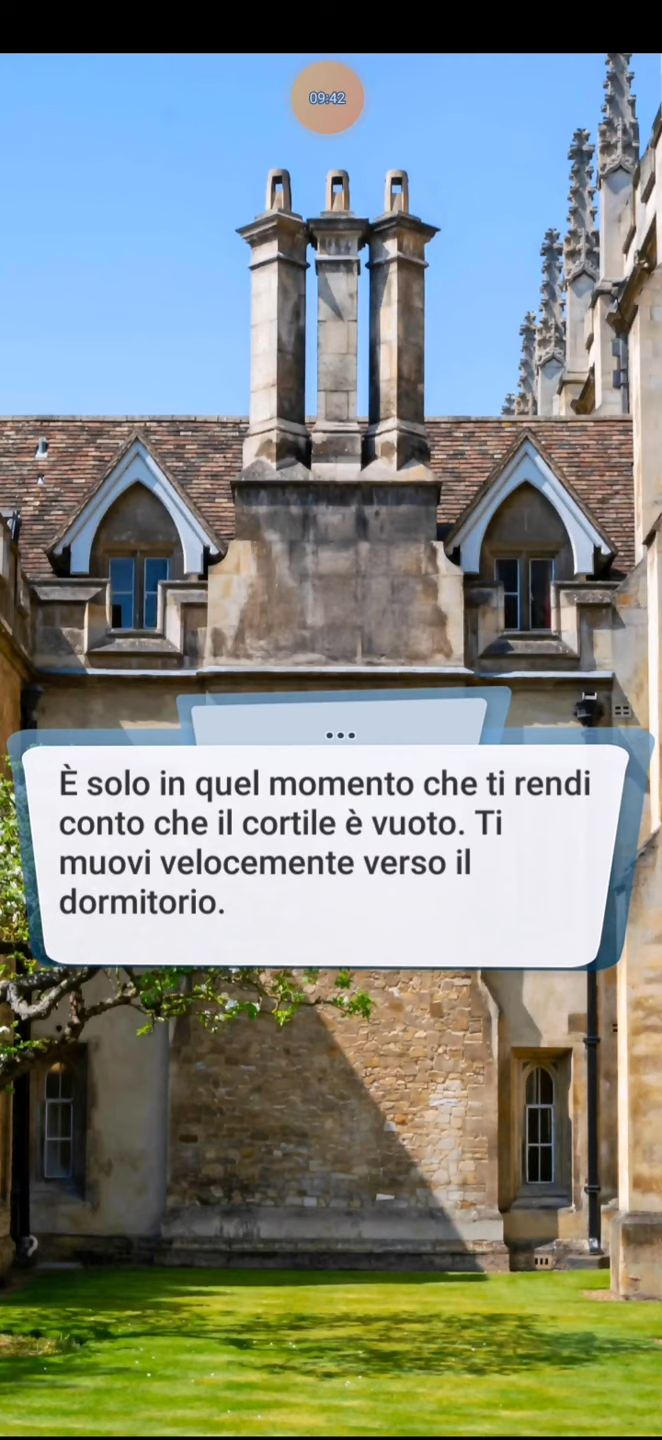 09:42
...
È solo in quel momento che ti rendi
conto che il cortile è vuoto. Ti
muovi velocemente verso il
dormitorio.